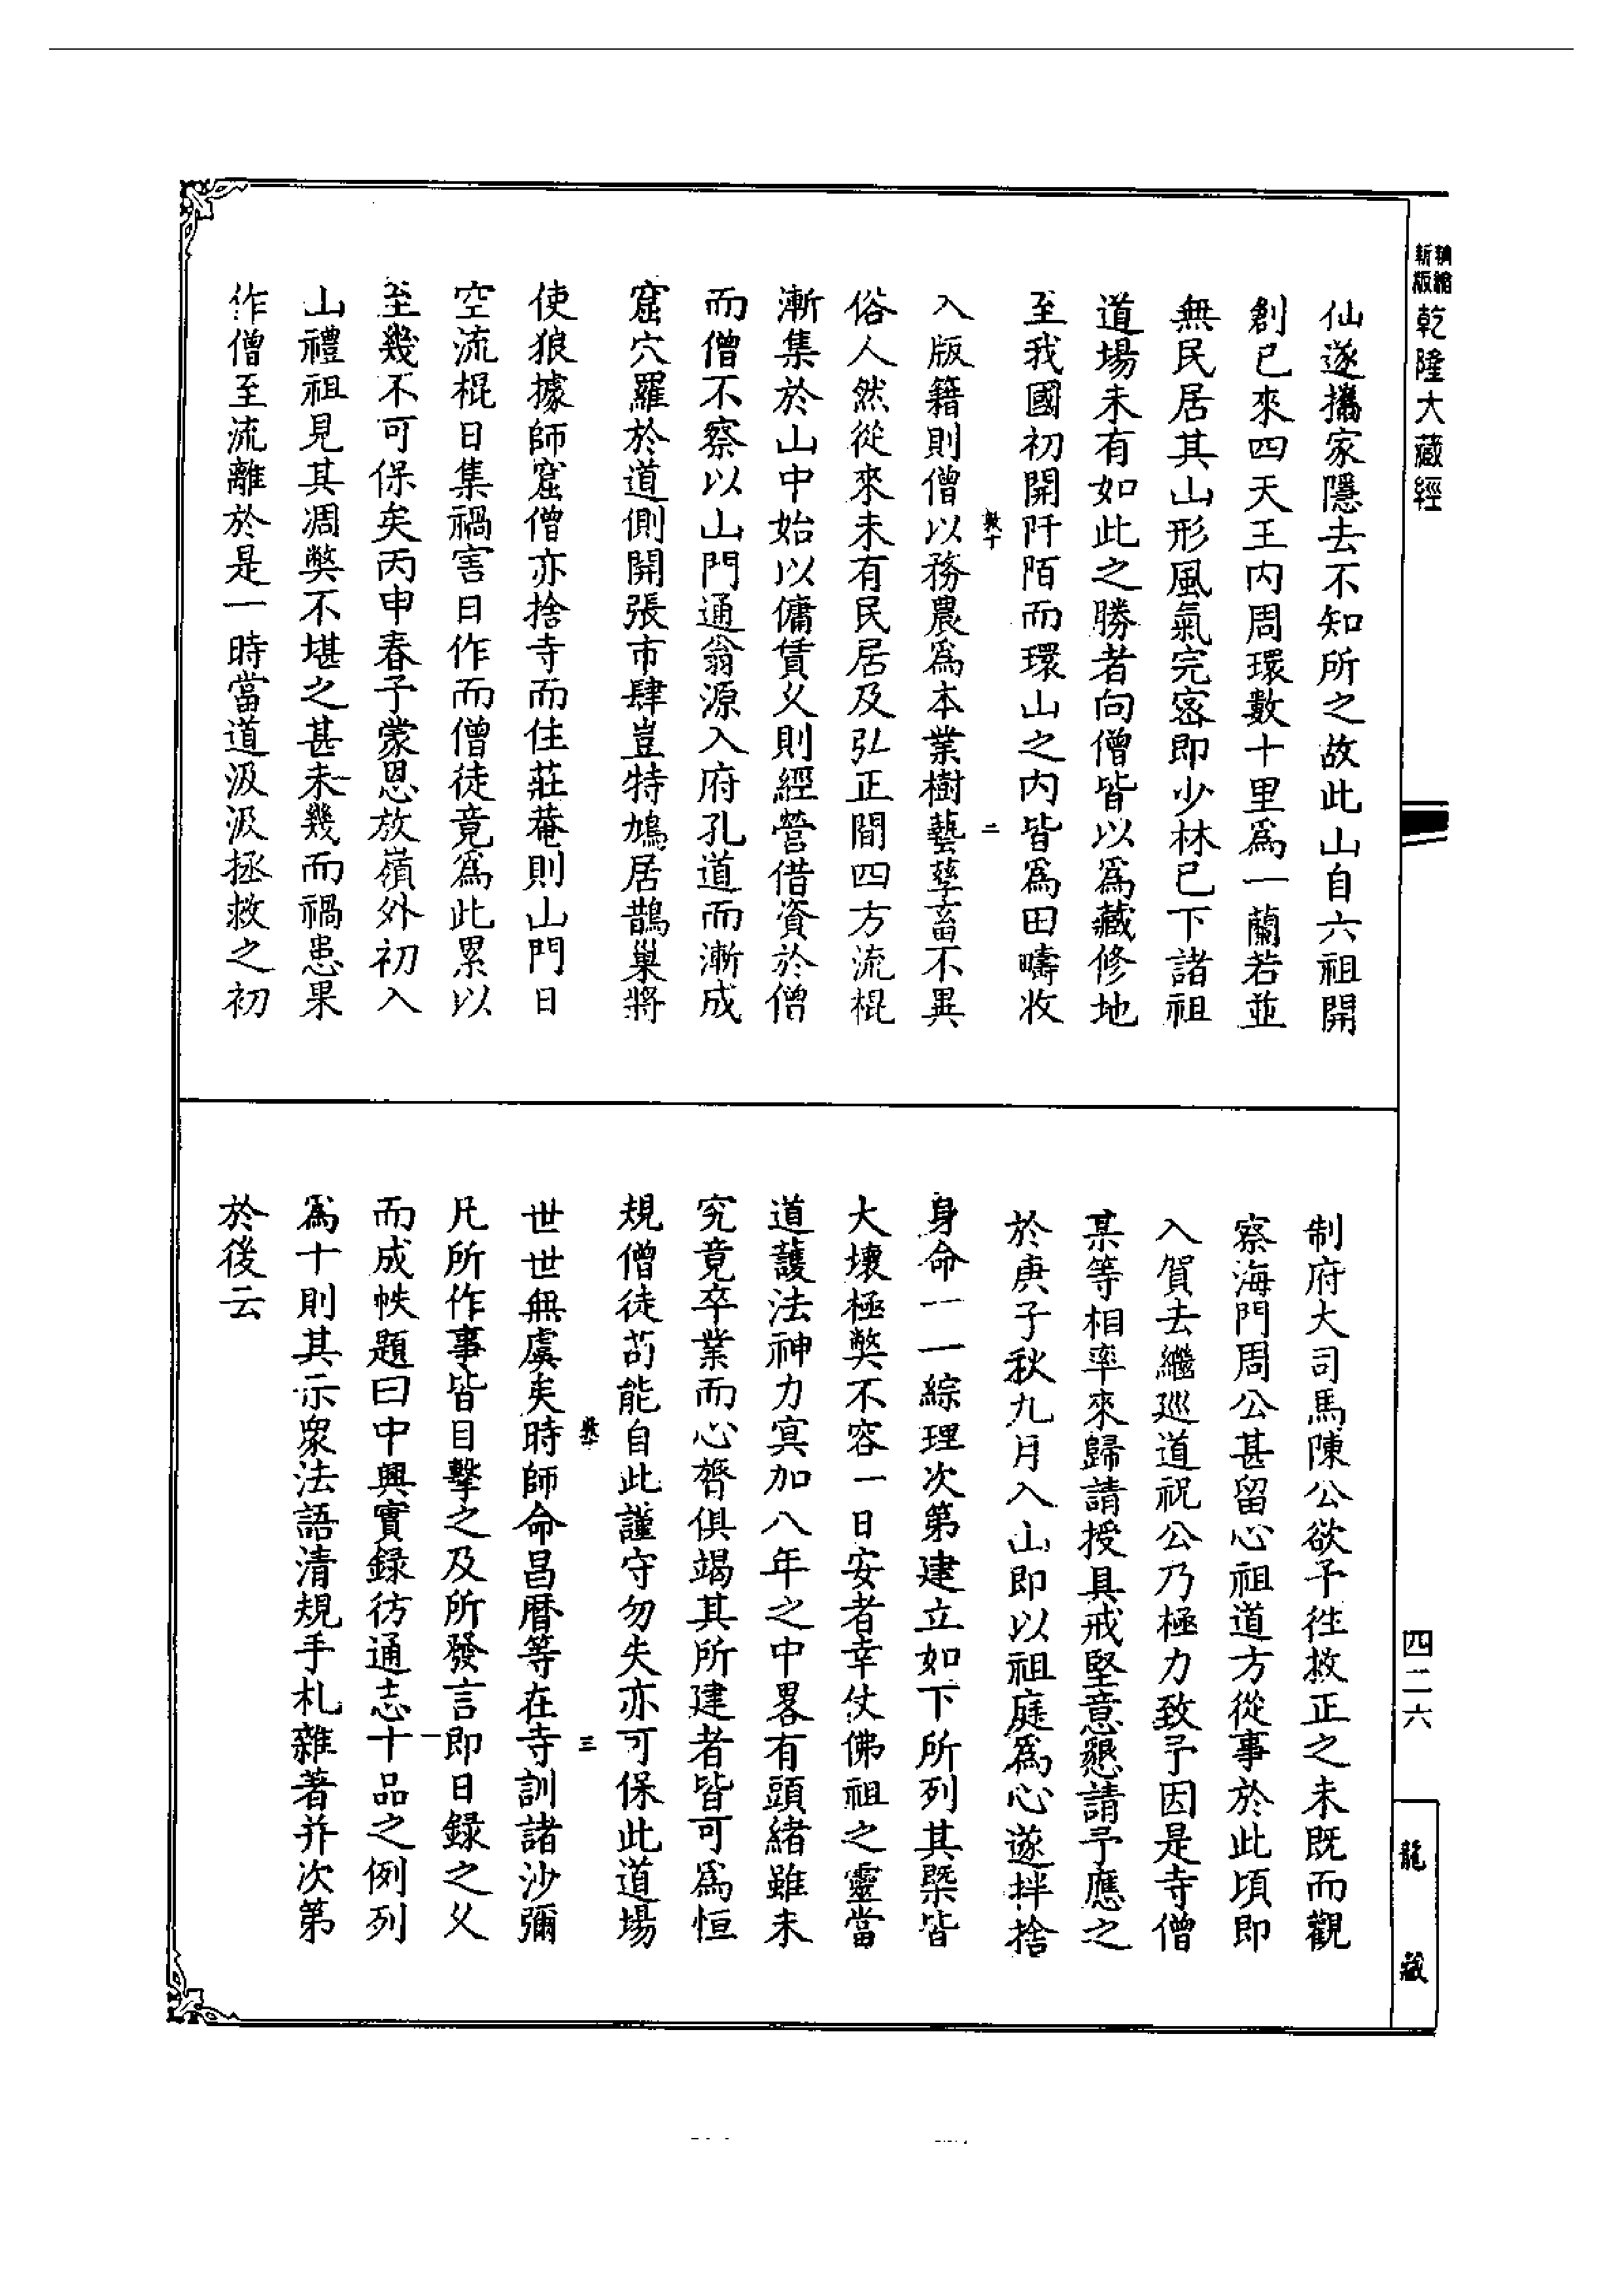 精縮新版 乾隆大藏經
仙遂攜家隱去不知所之故此山自六祖開
創已來四天王内周環數十里爲一蘭若並
無民居其山形風氣完密即少林已下諸祖
道場未有如此之勝者向僧皆以爲藏修地
至我國初開阡陌而環山之内皆爲田疇收
入版籍則僧以務農爲本業樹藝孳畜不異
俗人然從來未有民居及弘正間四方流棍
漸集於山中始以傭賃久則經營借資於僧
而僧不察以山門通翁源入府孔道而漸成
窟穴羅於道側開張市肆豈特鳩居鵲巢將
使狼據師窟僧亦捨寺而住莊菴則山門日
空流棍日集禍害日作而僧徒竟爲此累以
至幾不可保矣丙申春予蒙恩放嶺外初入
山禮祖見其凋獘不堪之甚未幾而禍患果
作僧至流離於是一時當道汲汲拯救之初
二
制府大司馬陳公欲予徃救正之未既而觀
察海門周公甚留心祖道方從事於此頃即
入賀去繼巡道祝公乃極力致予因是寺僧
某等相率來歸請授具戒堅意懇請予應之
於庚子秋九月入山即以祖庭爲心遂拌捨
身命一一綜理次第建立如下所列其槩皆
大壞極獘不容一日安者幸仗佛祖之靈當
道護法神力冥加八年之中畧有頭緒雖未
究竟卒業而心膂俱竭其所建者皆可爲恒
規僧徒苟能自此謹守勿失亦可保此道場
世世無虞矣時師命昌曆等在寺訓諸沙彌
凡所作事皆目擊之及所發言即日録之久
而成帙題曰中興實録彷通志十品之例列
爲十則其示衆法語清規手札雜著并次第
於後云
三
四二六
龍藏